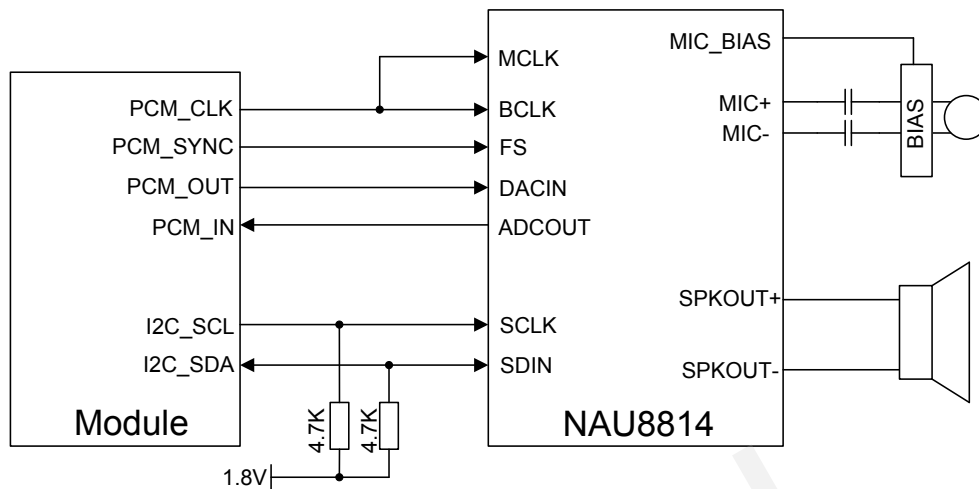 PCM_CLK
PCM_SYNC
PCM_OUT
PCM_IN
I2C_SCL
I2C_SDA
Module
4.7K
4.7K
1.8V
MCLK
BCLK
FS
DACIN
ADCOUT
SCLK
SDIN
MIC_BIAS
MIC+
MIC-
SPKOUT+
SPKOUT-
NAU8814
BIAS